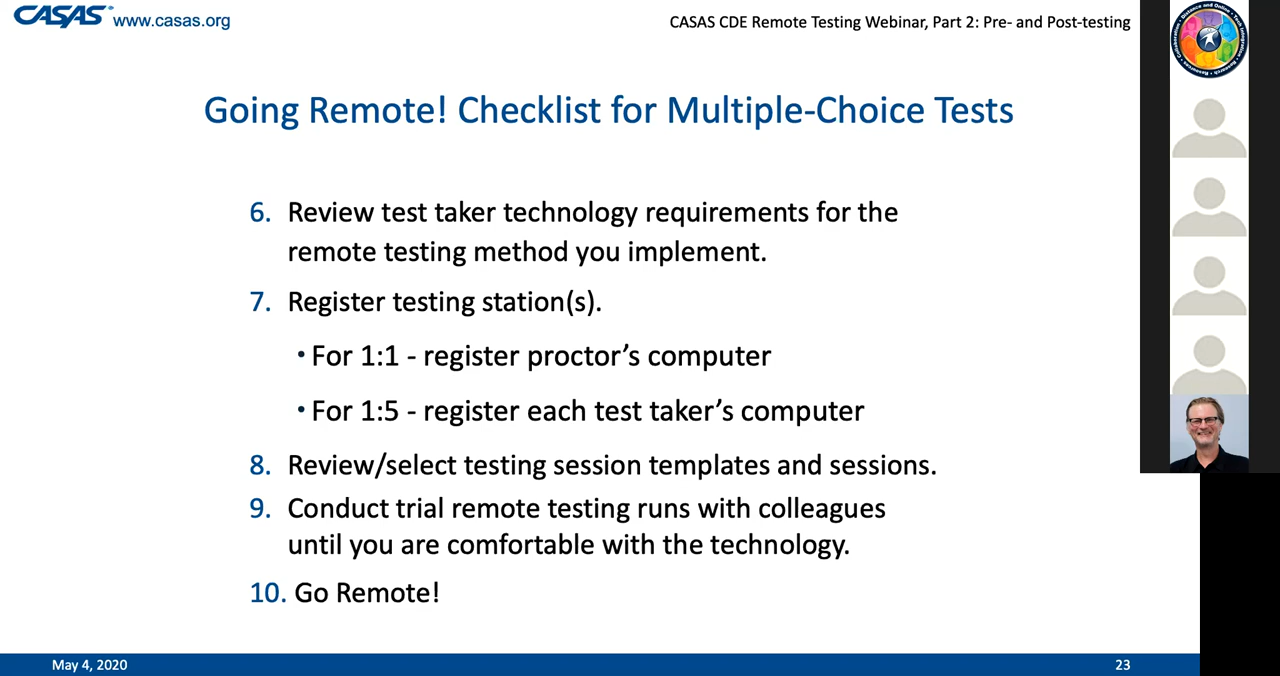 CASAS www.casas.org
CASAS CDE Remote Testing Webinar, Part 2: Pre- and Post-testing
Going Remote! Checklist for Multiple-Choice Tests
6. Review test taker technology requirements for the
remote testing method you implement.
7. Register testing station(s).
• For 1:1 - register proctor’s computer
• For 1:5 - register each test taker’s computer
8. Review/select testing session templates and sessions.
9. Conduct trial remote testing runs with colleagues
until you are comfortable with the technology.
10. Go Remote!
May 4, 2020
23